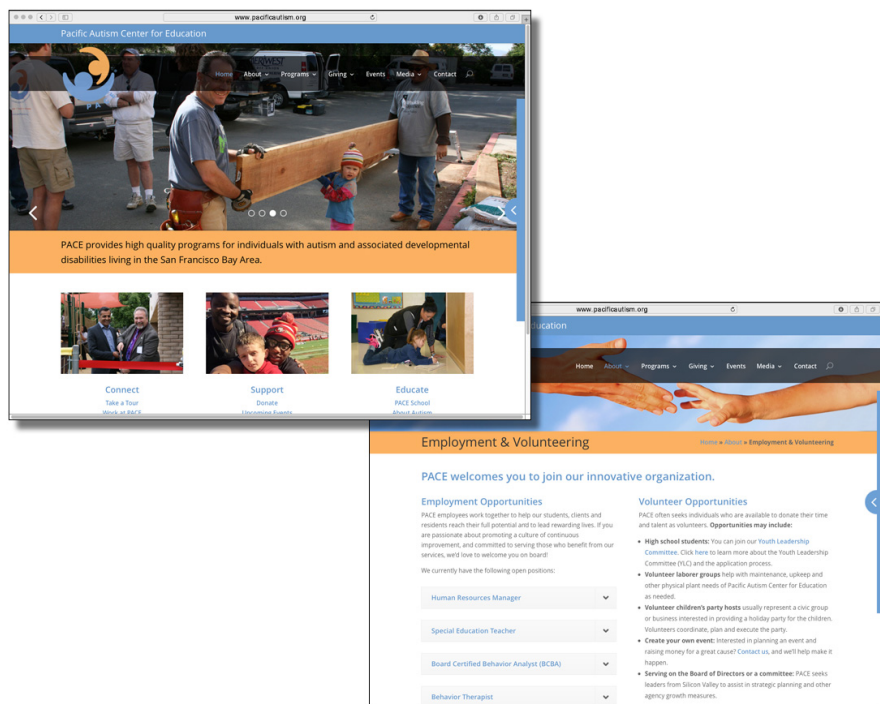 www.pacificautism.org
Pacific Autism Center for Education
Home About Programs Giving Events Media Contact
PACE provides high quality programs for individuals with autism and associated developmental
disabilities living in the San Francisco Bay Area.
Connect
Take a Tour
Work at PACE
Support
Donate
Upcoming Events
Educate
PACE School
About Autism
www.pacificautism.org
ducation
Home About Programs Giving Events Media Contact
Employment & Volunteering
Home » About » Employment & Volunteering
PACE welcomes you to join our innovative organization.
Employment Opportunities
PACE employees work together to help our students, clients and
residents reach their full potential and to lead rewarding lives. If you
are passionate about promoting a culture of continuous
improvement, and committed to serving those who benefit from our
services, we'd love to welcome you on board!
We currently have the following open positions:
Human Resources Manager
Special Education Teacher
Board Certified Behavior Analyst (BCBA)
Behavior Therapist
Volunteer Opportunities
PACE often seeks individuals who are available to donate their time
and talent as volunteers. Opportunities may include:
• High school students: You can join our Youth Leadership
Committee. Click here to learn more about the Youth Leadership
Committee (YLC) and the application process.
• Volunteer laborer groups help with maintenance, upkeep and
other physical plant needs of Pacific Autism Center for Education
as needed.
• Volunteer children's party hosts usually represent a civic group
or business interested in providing a holiday party for the children.
Volunteers coordinate, plan and execute the party.
• Create your own event: Interested in planning an event and
raising money for a great cause? Contact us, and we'll help make it
happen.
• Serving on the Board of Directors or a committee: PACE seeks
leaders from Silicon Valley to assist in strategic planning and other
agency growth measures.